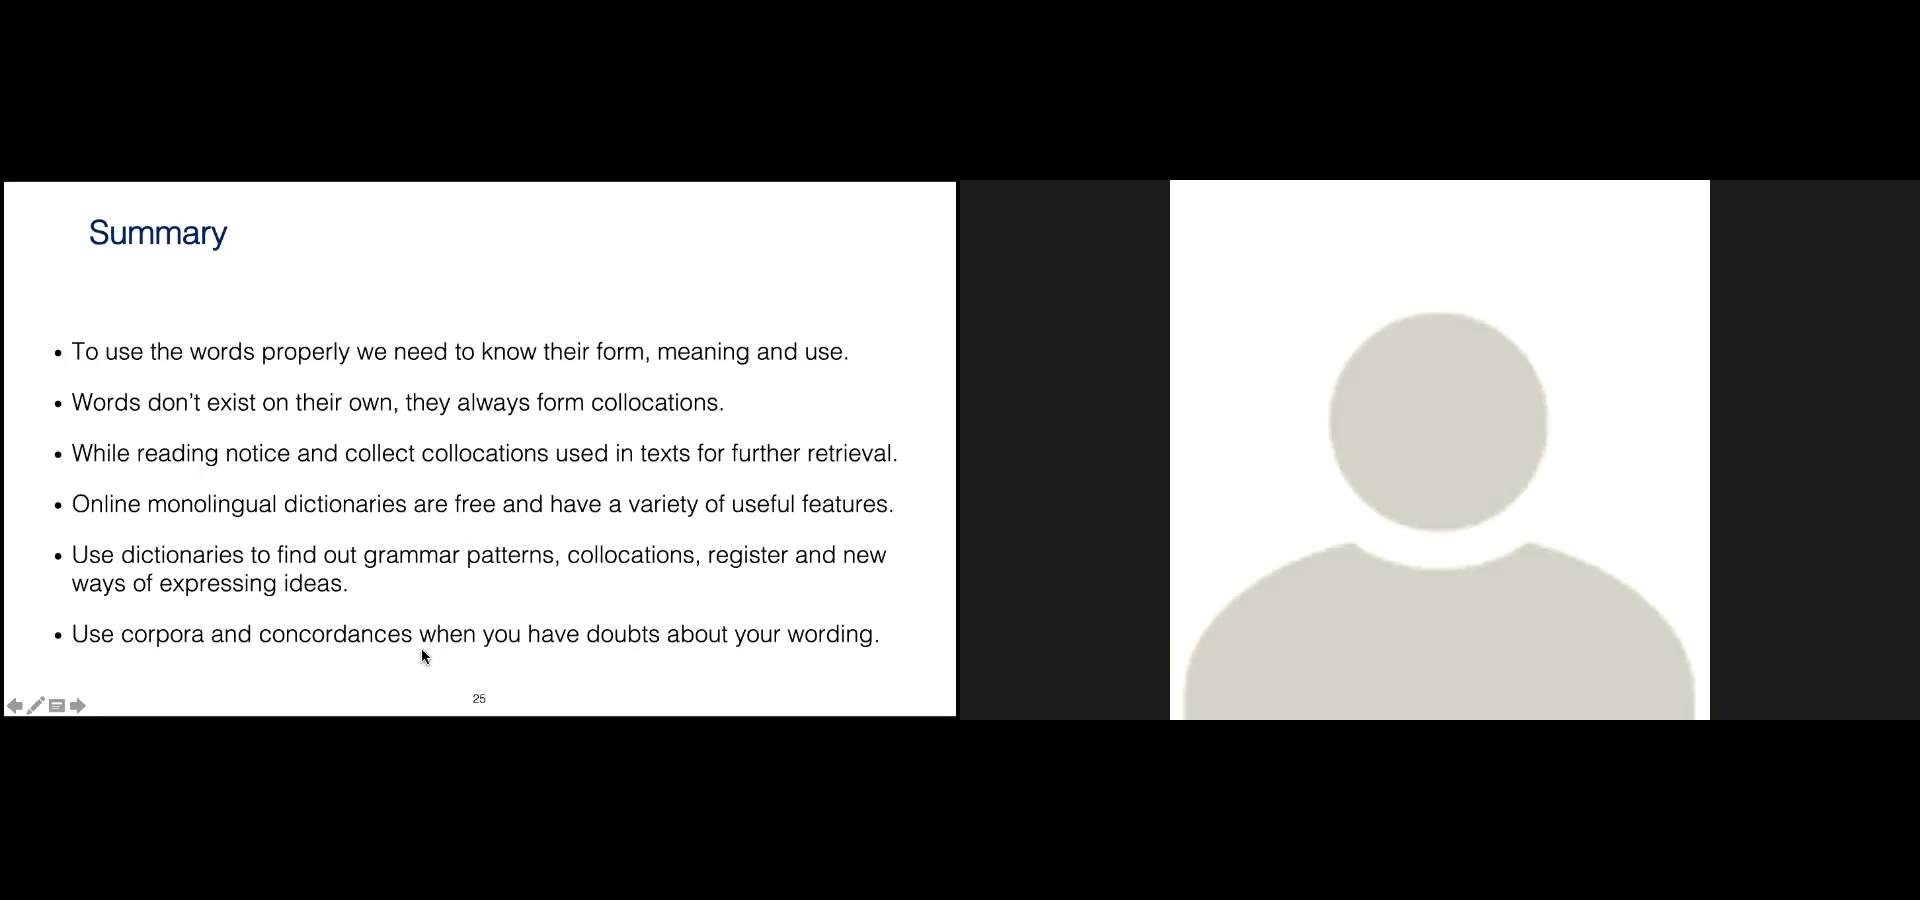 Summary
• To use the words properly we need to know their form, meaning and use.
• Words don’t exist on their own, they always form collocations.
• While reading notice and collect collocations used in texts for further retrieval.
• Online monolingual dictionaries are free and have a variety of useful features.
• Use dictionaries to find out grammar patterns, collocations, register and new
ways of expressing ideas.
• Use corpora and concordances when you have doubts about your wording.
25